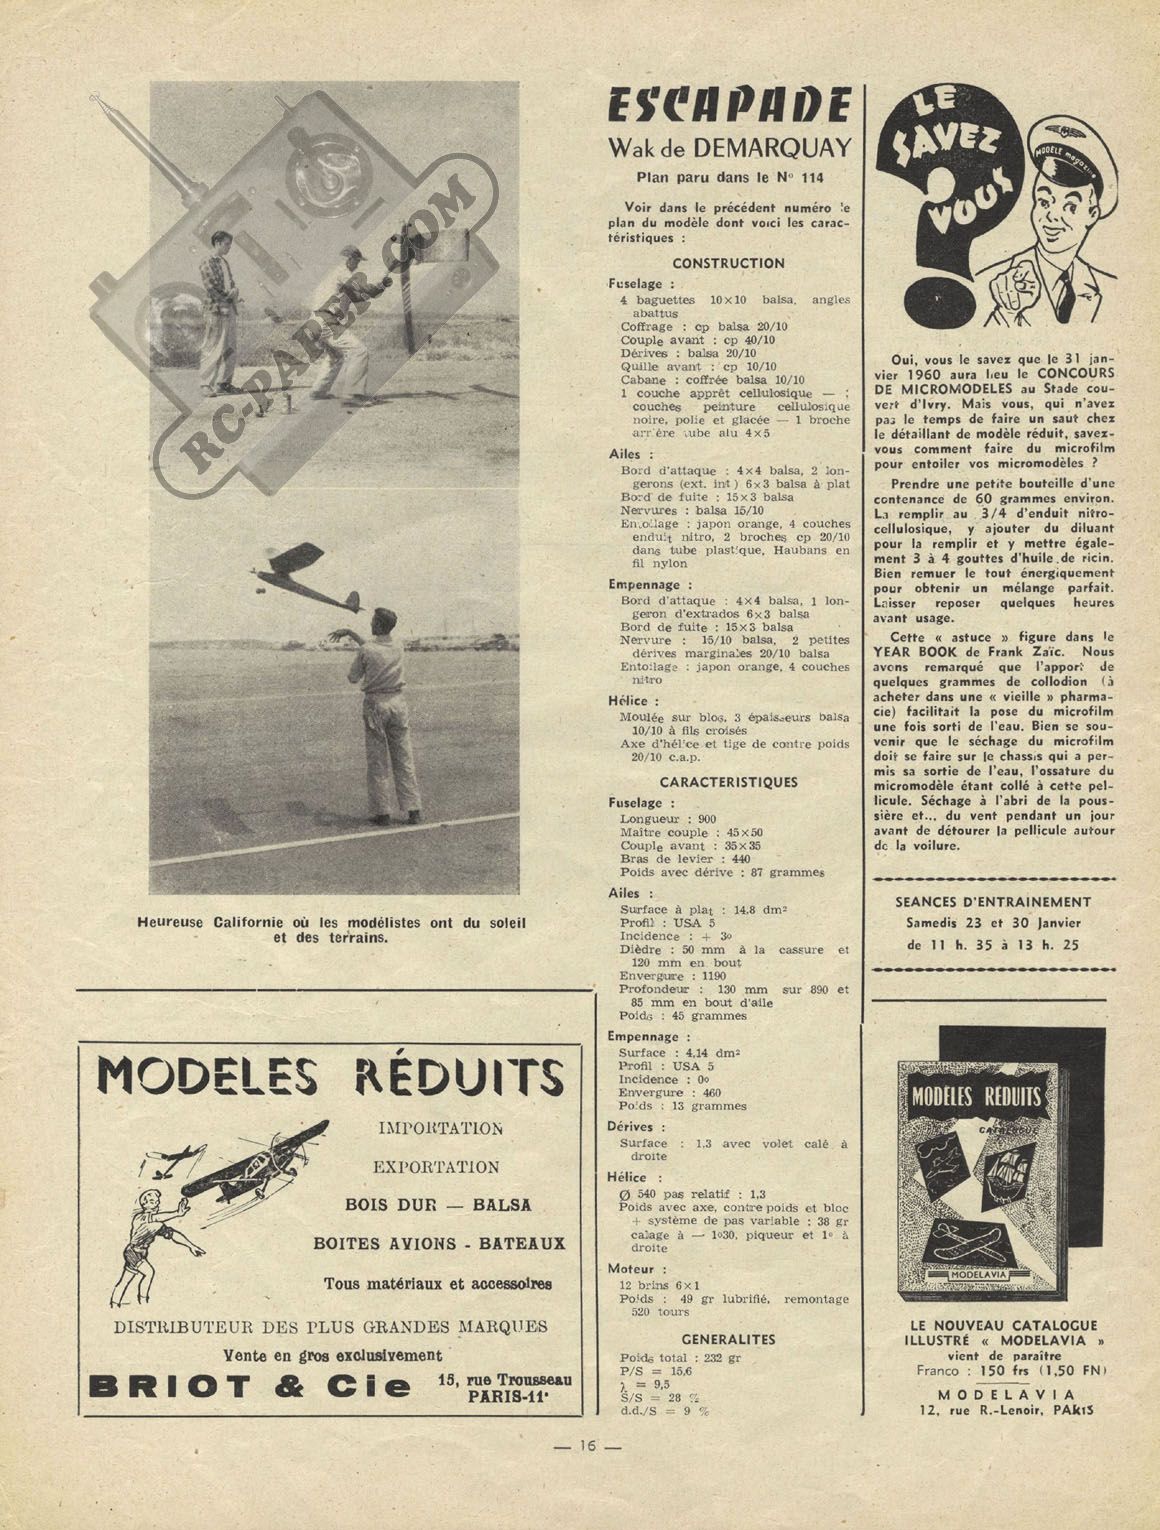 RC-PAPER.COM
Heureuse Californie où les modélistes ont du soleil
et des terrains.
MODELES RÉDUITS
IMPORTATION
EXPORTATION
BOIS DUR — BALSA
BOITES AVIONS - BATEAUX
Tous matériaux et accessoires
DISTRIBUTEUR DES PLUS GRANDES MARQUES
Vente en gros exclusivement
BRIOT & Cie
15, rue Trousseau
PARIS-11e
ESCAPADE
Wak de DEMARQUAY
Plan paru dans le No 114
Voir dans le précédent numéro le
plan du modèle dont voici les carac-
téristiques :
CONSTRUCTION
Fuselage :
4 baguettes 10×10 balsa, angles
abattus
Coffrage : cp balsa 20/10
Couple avant : cp 40/10
Dérives : balsa 20/10
Quille avant : cp 10/10
Cabane : coffrée balsa 10/10
1 couche apprêt cellulosique — ;
couches peinture cellulosique
noire, polie et glacée — 1 broche
arrière tube alu 4×5
Ailes :
Bord d'attaque : 4×4 balsa, 2 lon-
gerons (ext. int) 6×3 balsa à plat
Bord de fuite : 15×3 balsa
Nervures : balsa 15/10
Entoilage : japon orange, 4 couches
enduit nitro, 2 broches cp 20/10
dans tube plastique, Haubans en
fil nylon
Empennage :
Bord d'attaque : 4×4 balsa, 1 lon-
geron d'extrados 6×3 balsa
Bord de fuite : 15×3 balsa
Nervure : 15/10 balsa, 2 petites
dérives marginales 20/10 balsa
Entoilage : japon orange, 4 couches
nitro
Hélice :
Moulée sur bloc, 3 épaisseurs balsa
10/10 à fils croisés
Axe d'hélice et tige de contre poids
20/10 c.a.p.
CARACTERISTIQUES
Fuselage :
Longueur : 900
Maître couple : 45×50
Couple avant : 35×35
Bras de levier : 440
Poids avec dérive : 87 grammes
Ailes :
Surface à plat : 14,8 dm2
Profil : USA 5
Incidence : + 3o
Dièdre : 50 mm à la cassure et
120 mm en bout
Envergure : 1190
Profondeur : 130 mm sur 890 et
85 mm en bout d'aile
Poids : 45 grammes
Empennage :
Surface : 4,14 dm2
Profil : USA 5
Incidence : 0o
Envergure : 460
Poids : 13 grammes
Dérives :
Surface : 1,3 avec volet calé à
droite
Hélice :
Ø 540 pas relatif : 1,3
Poids avec axe, contre poids et bloc
+ système de pas variable : 38 gr
calage à — 1o30, piqueur et 1o à
droite
Moteur :
12 brins 6×1
Poids : 49 gr lubrifié, remontage
520 tours
GENERALITES
Poids total : 232 gr
P/S = 15,6
λ = 9,5
S/S = 28 %
d.d./S = 9 %
LE
SAVEZ
VOUS
MODELE magazine
Oui, vous le savez que le 31 jan-
vier 1960 aura lieu le CONCOURS
DE MICROMODELES au Stade cou-
vert d'Ivry. Mais vous, qui n'avez
pas le temps de faire un saut chez
le détaillant de modèle réduit, savez-
vous comment faire du microfilm
pour entoiler vos micromodèles ?
Prendre une petite bouteille d'une
contenance de 60 grammes environ.
La remplir au 3/4 d'enduit nitro-
cellulosique, y ajouter du diluant
pour la remplir et y mettre égale-
ment 3 à 4 gouttes d'huile de ricin.
Bien remuer le tout énergiquement
pour obtenir un mélange parfait.
Laisser reposer quelques heures
avant usage.
Cette « astuce » figure dans le
YEAR BOOK de Frank Zaïc. Nous
avons remarqué que l'apport de
quelques grammes de collodion (à
acheter dans une « vieille » pharma-
cie) facilitait la pose du microfilm
une fois sorti de l'eau. Bien se sou-
venir que le séchage du microfilm
doit se faire sur le chassis qui a per-
mis sa sortie de l'eau, l'ossature du
micromodèle étant collé à cette pel-
licule. Séchage à l'abri de la pous-
sière et... du vent pendant un jour
avant de détourer la pellicule autour
de la voilure.
SEANCES D'ENTRAINEMENT
Samedis 23 et 30 Janvier
de 11 h. 35 à 13 h. 25
MODÈLES RÉDUITS
CATALOGUE
MODELAVIA
LE NOUVEAU CATALOGUE
ILLUSTRÉ « MODELAVIA »
vient de paraître
Franco : 150 frs (1,50 FN)
MODELAVIA
12, rue R.-Lenoir, PARIS
— 16 —